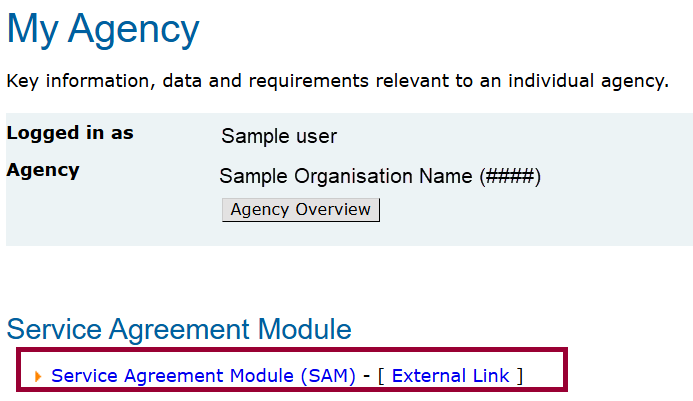 My Agency
Key information, data and requirements relevant to an individual agency.
Logged in as Sample user
Agency Sample Organisation Name (####)
Agency Overview
Service Agreement Module
Service Agreement Module (SAM) - [ External Link ]